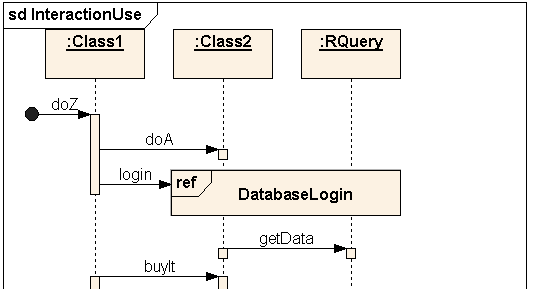 sd InteractionUse
:Class1
:Class2
:RQuery
doZ
doA
login
ref
DatabaseLogin
getData
buyIt